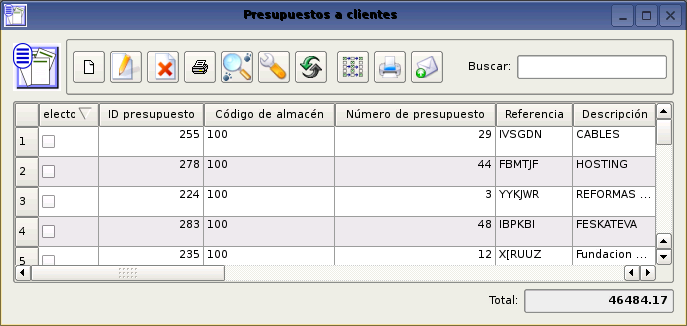 Presupuestos a clientes
Buscar:
electo ID presupuesto Código de almacén Número de presupuesto Referencia Descripción
1 255 100 29 IVSGDN CABLES
2 278 100 44 FBMTJF HOSTING
3 224 100 3 YYKJWR REFORMAS ...
4 283 100 48 IBPKBI FESKATEVA
5 235 100 12 X[RUUZ Fundacion ...
Total: 46484.17